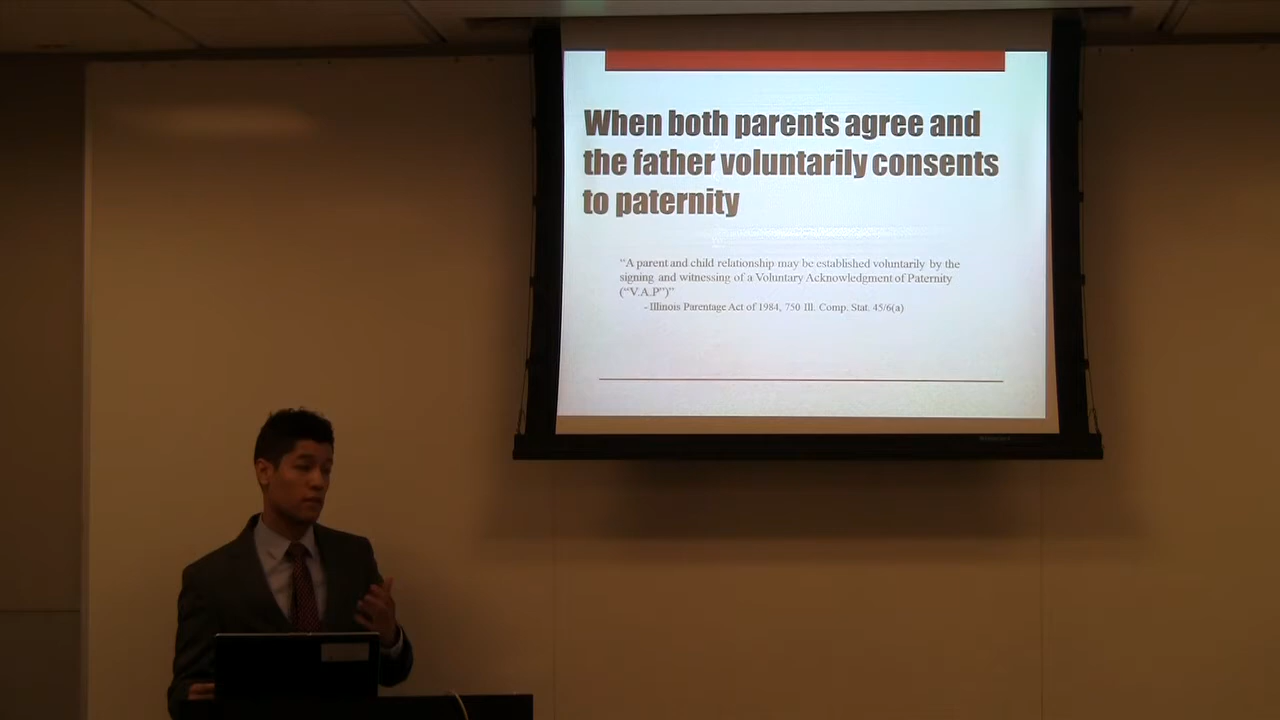 When both parents agree and
the father voluntarily consents
to paternity
“A parent and child relationship may be established voluntarily by the
signing and witnessing of a Voluntary Acknowledgment of Paternity
(“V.A.P”)”
- Illinois Parentage Act of 1984, 750 Ill. Comp. Stat. 45/6(a)